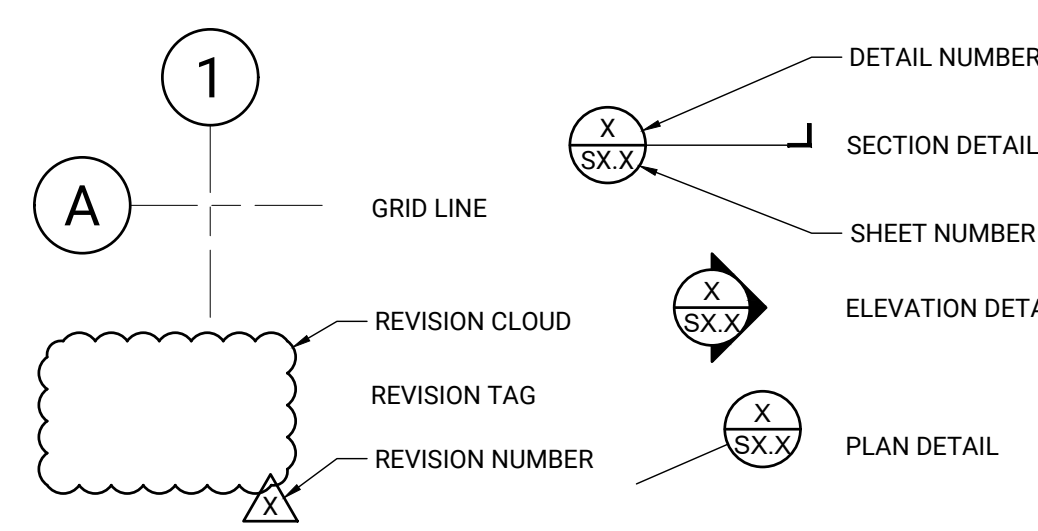 1
A
GRID LINE
REVISION CLOUD
REVISION TAG
REVISION NUMBER
X
DETAIL NUMBER
X
SX.X
SECTION DETAIL
SHEET NUMBER
X
SX.X
ELEVATION
X
SX.X
PLAN DETAIL